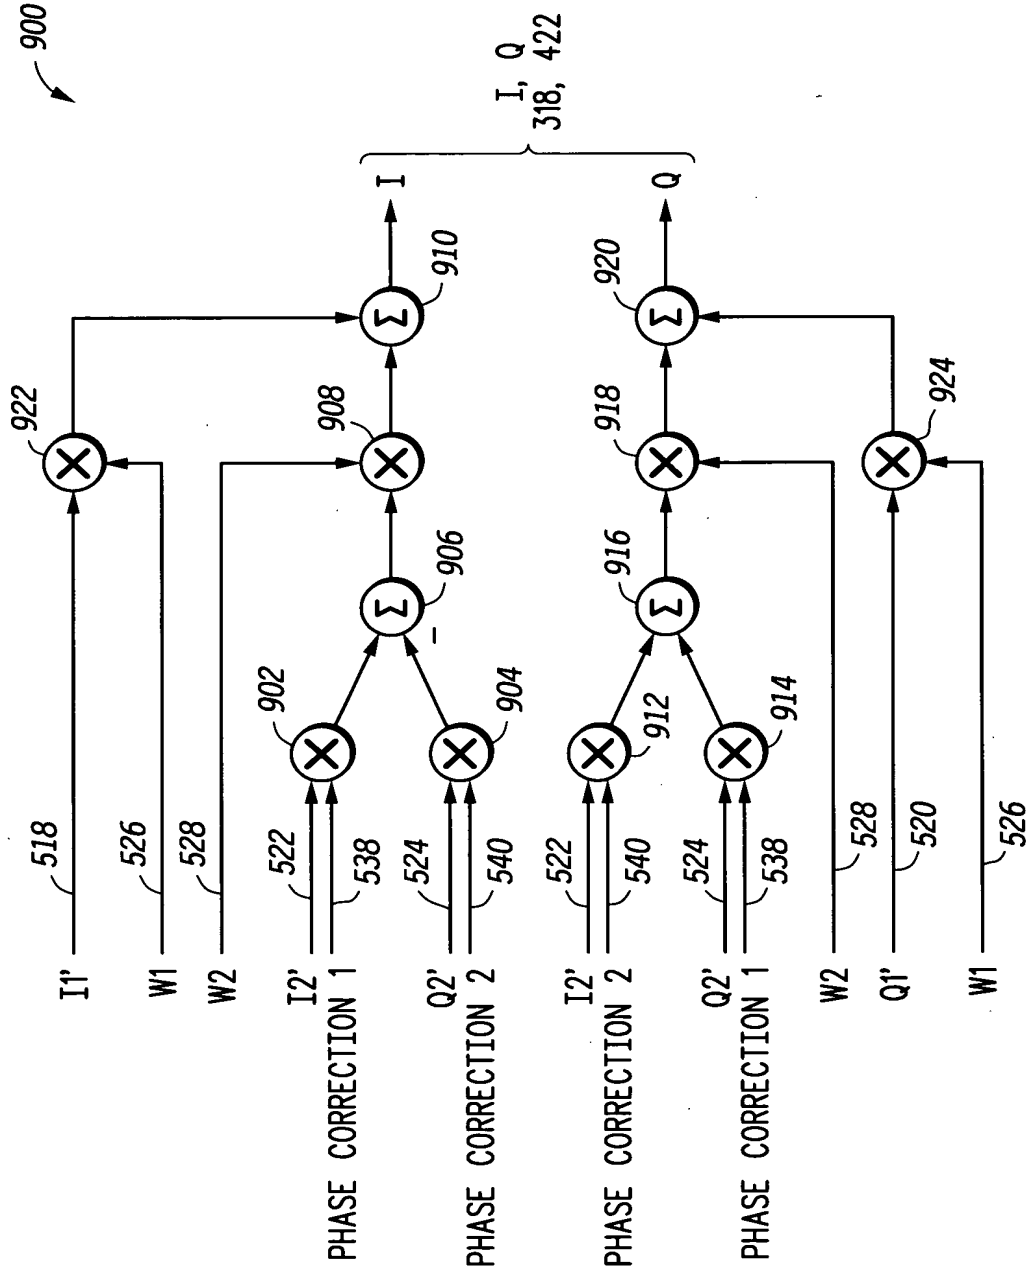 900
I1'
518
922
W1
526
W2
528
908
902
I2'
522
PHASE CORRECTION 1
538
Σ
I
906
910
-
Q2'
524
904
PHASE CORRECTION 2
540
I, Q
318, 422
I2'
522
912
PHASE CORRECTION 2
540
916
918
920
Σ
Σ
Σ
Q
Q2'
524
914
PHASE CORRECTION 1
538
W2
528
Q1'
520
924
W1
526